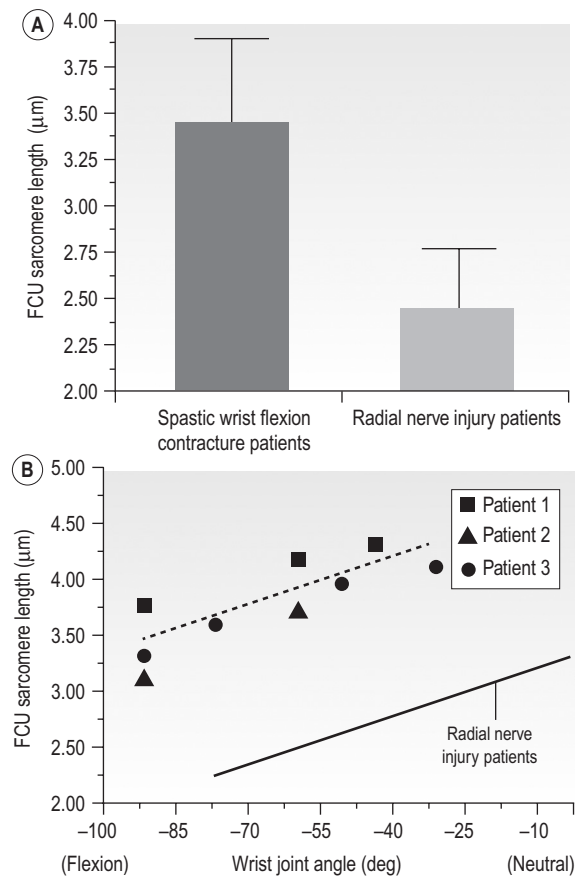 A
FCU sarcomere length (μm)
4.00
3.75
3.50
3.25
3.00
2.75
2.50
2.25
2.00
Spastic wrist flexion
contracture patients
Radial nerve injury patients
B
FCU sarcomere length (μm)
5.00
4.50
4.00
3.50
3.00
2.50
2.00
Patient 1
Patient 2
Patient 3
Radial nerve
injury patients
–100 –85 –70 –55 –40 –25 –10
(Flexion) Wrist joint angle (deg) (Neutral)